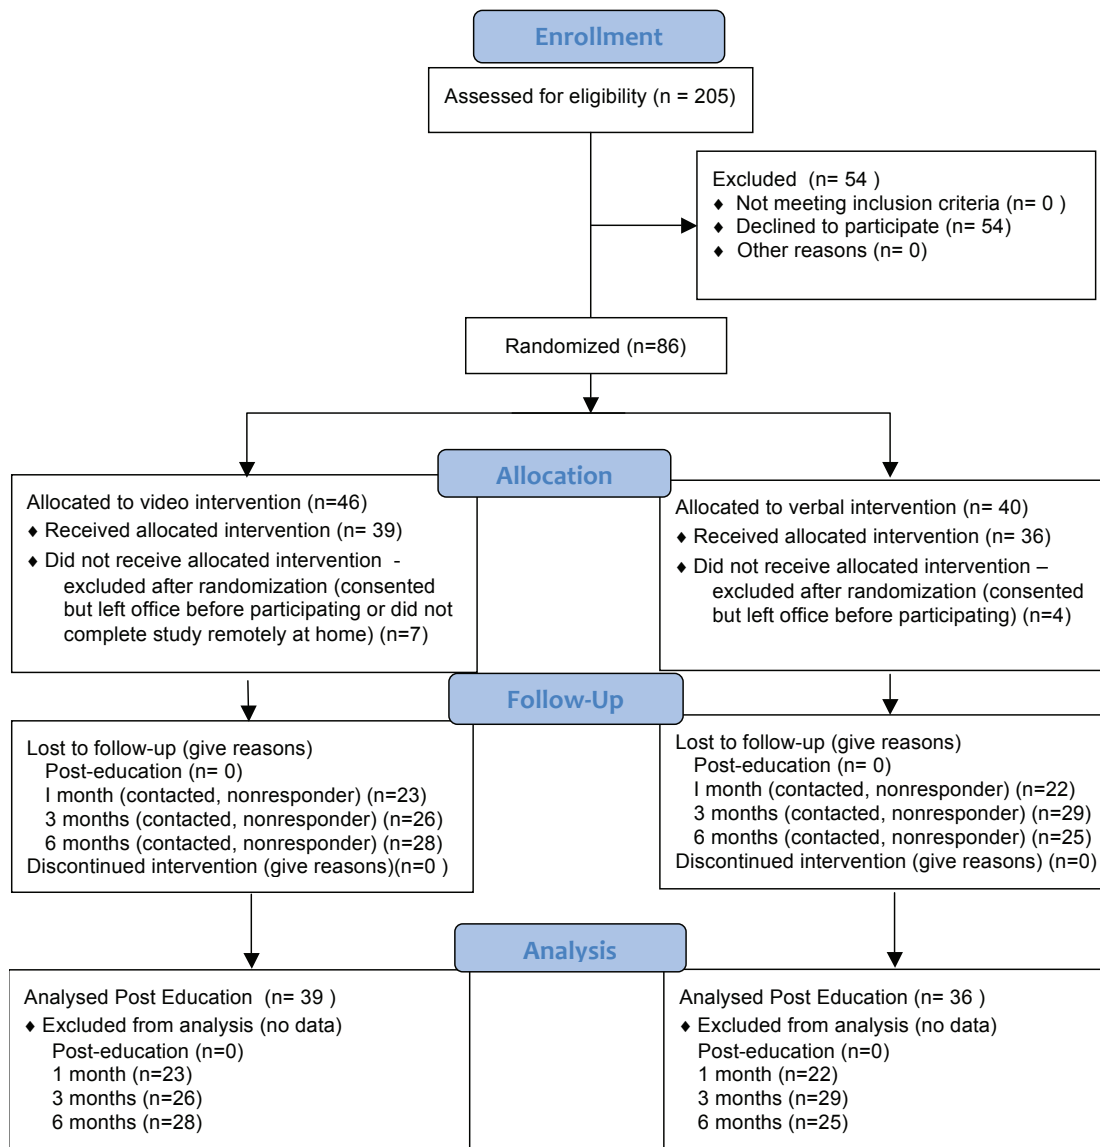 Enrollment
Assessed for eligibility (n = 205)
Excluded (n= 54 )
♦ Not meeting inclusion criteria (n= 0 )
♦ Declined to participate (n= 54)
♦ Other reasons (n= 0)
Randomized (n=86)
Allocation
Allocated to video intervention (n=46)
♦ Received allocated intervention (n= 39)
♦ Did not receive allocated intervention -
excluded after randomization (consented
but left office before participating or did not
complete study remotely at home) (n=7)
Allocated to verbal intervention (n= 40)
♦ Received allocated intervention (n= 36)
♦ Did not receive allocated intervention –
excluded after randomization (consented
but left office before participating) (n=4)
Follow-Up
Lost to follow-up (give reasons)
Post-education (n= 0)
I month (contacted, nonresponder) (n=23)
3 months (contacted, nonresponder) (n=26)
6 months (contacted, nonresponder) (n=28)
Discontinued intervention (give reasons)(n=0 )
Lost to follow-up (give reasons)
Post-education (n= 0)
I month (contacted, nonresponder) (n=22)
3 months (contacted, nonresponder) (n=29)
6 months (contacted, nonresponder) (n=25)
Discontinued intervention (give reasons) (n=0)
Analysis
Analysed Post Education (n= 39 )
♦ Excluded from analysis (no data)
Post-education (n=0)
1 month (n=23)
3 months (n=26)
6 months (n=28)
Analysed Post Education (n= 36 )
♦ Excluded from analysis (no data)
Post-education (n=0)
1 month (n=22)
3 months (n=29)
6 months (n=25)